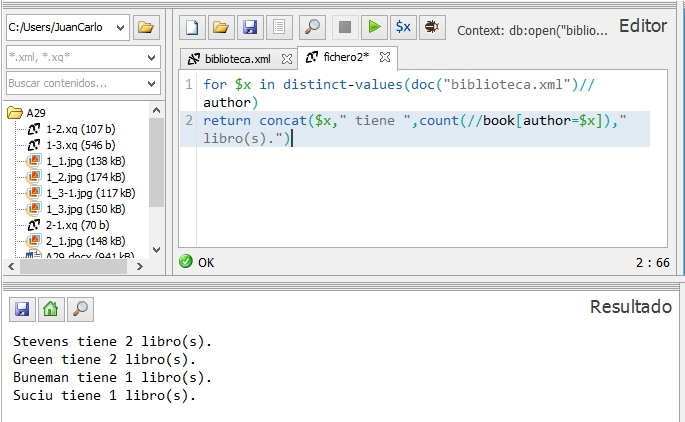 C:/Users/JuanCarlo
*.xml, *.xq*
Buscar contenidos...
A29
1-2.xq (107 b)
1-3.xq (546 b)
1_1.jpg (138 kB)
1_2.jpg (174 kB)
1_3-1.jpg (117 kB)
1_3.jpg (150 kB)
2-1.xq (70 b)
2_1.jpg (148 kB)
A29.docx (941 kB)
$x
Context: db:open("biblio...
Editor
biblioteca.xml
fichero2*
1 for $x in distinct-values(doc("biblioteca.xml")//
author)
2 return concat($x," tiene ",count(//book[author=$x]),"
libro(s).")
OK
2 : 66
Resultado
Stevens tiene 2 libro(s).
Green tiene 2 libro(s).
Buneman tiene 1 libro(s).
Suciu tiene 1 libro(s).